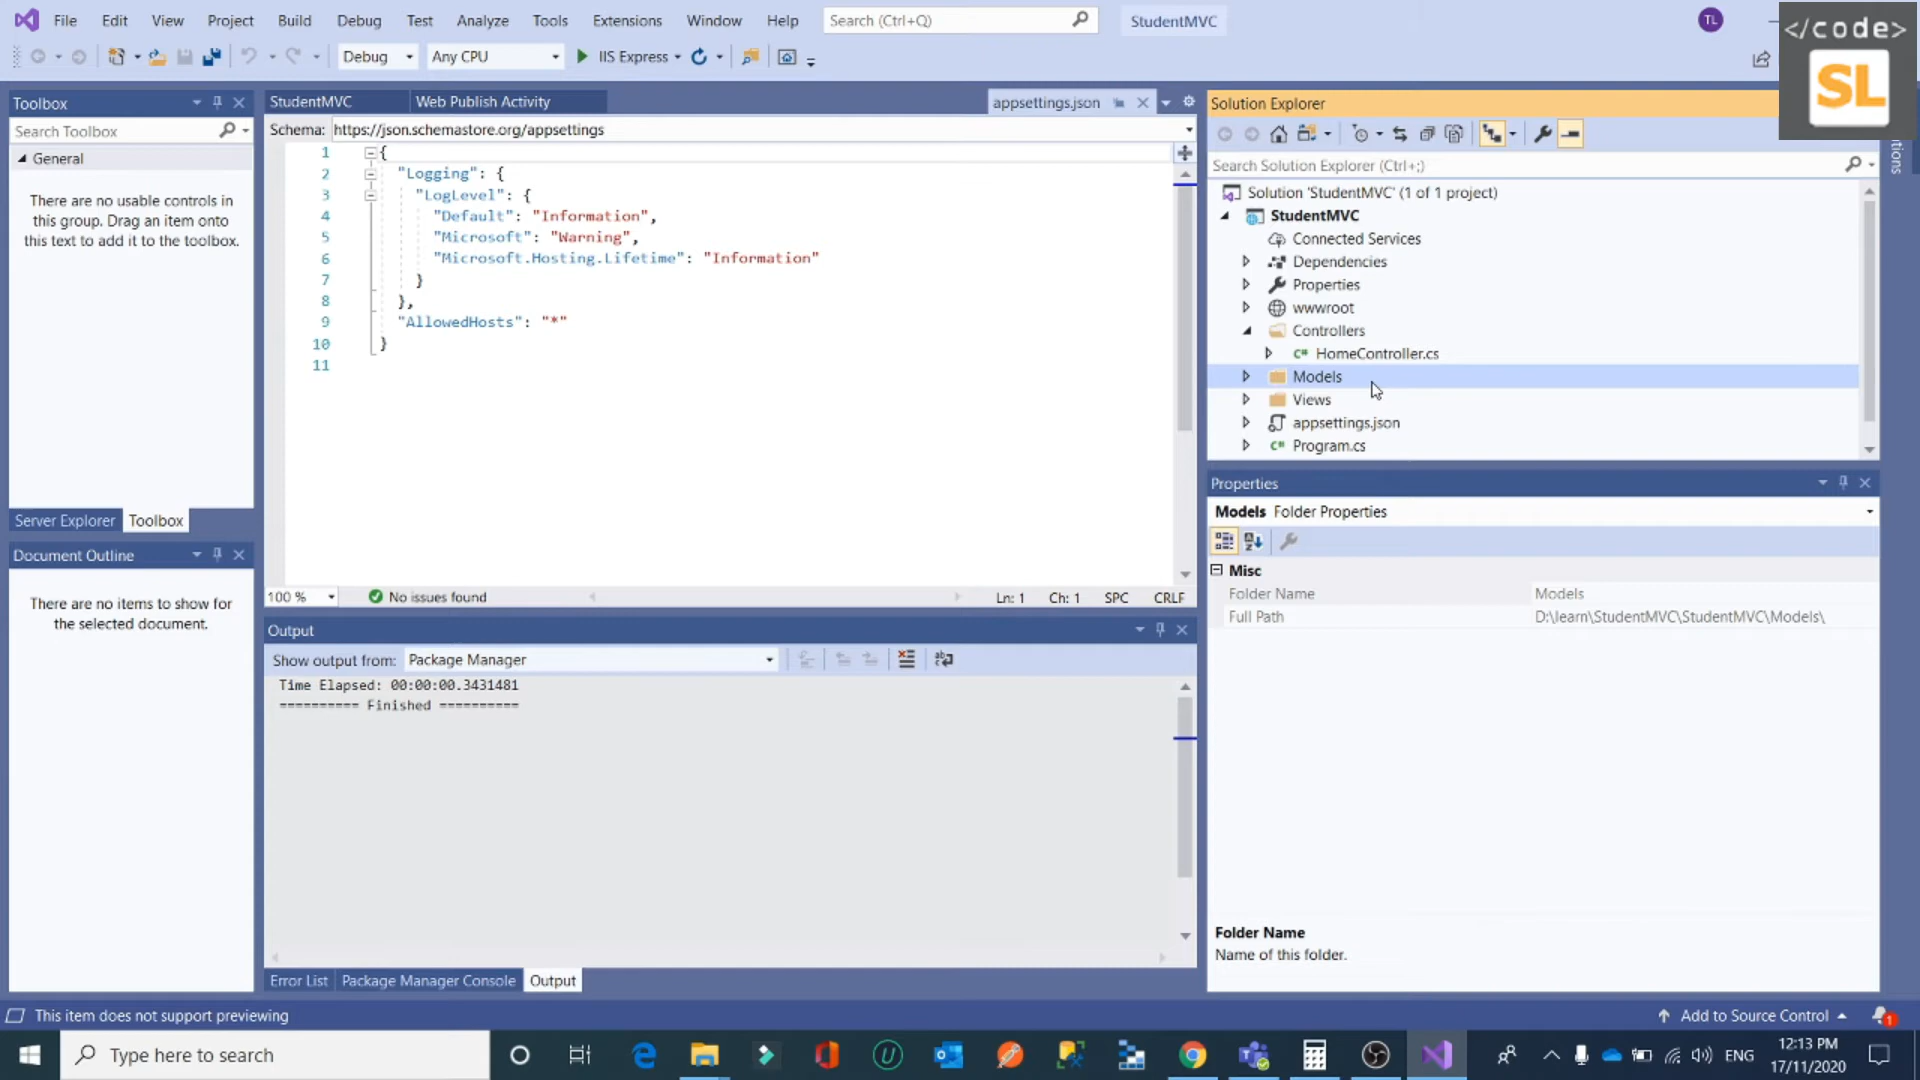 File Edit View Project Build Debug Test Analyze Tools Extensions Window Help Search (Ctrl+Q) StudentMVC TL
</code>
SL
Debug Any CPU IIS Express
Toolbox
Search Toolbox
General
There are no usable controls in
this group. Drag an item onto
this text to add it to the toolbox.
Server Explorer Toolbox
Document Outline
There are no items to show for
the selected document.
StudentMVC Web Publish Activity appsettings.json
Schema: https://json.schemastore.org/appsettings
1 {
2 "Logging": {
3 "LogLevel": {
4 "Default": "Information",
5 "Microsoft": "Warning",
6 "Microsoft.Hosting.Lifetime": "Information"
7 }
8 },
9 "AllowedHosts": "*"
10 }
11
100 % No issues found Ln: 1 Ch: 1 SPC CRLF
Output
Show output from: Package Manager
Time Elapsed: 00:00:00.3431481
========== Finished ==========
Error List Package Manager Console Output
Solution Explorer
Search Solution Explorer (Ctrl+;)
Solution 'StudentMVC' (1 of 1 project)
StudentMVC
Connected Services
Dependencies
Properties
wwwroot
Controllers
C# HomeController.cs
Models
Views
appsettings.json
C# Program.cs
Properties
Models Folder Properties
Misc
Folder Name Models
Full Path D:\learn\StudentMVC\StudentMVC\Models\
Folder Name
Name of this folder.
This item does not support previewing Add to Source Control 1
Type here to search ENG
12:13 PM
17/11/2020